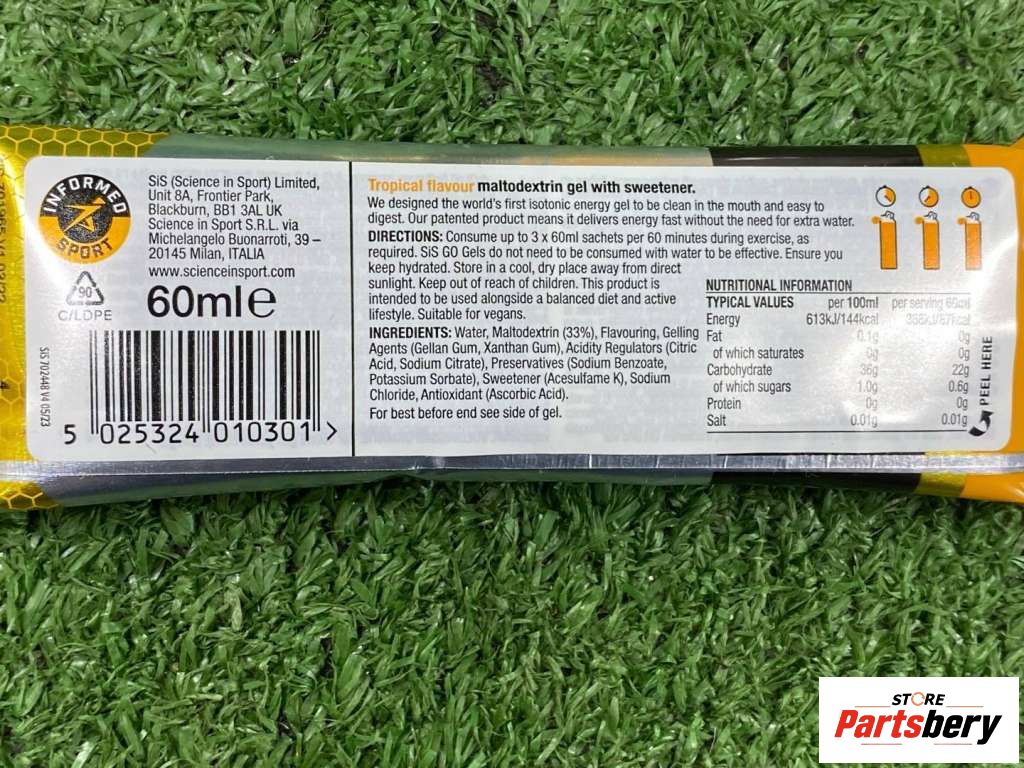 INFORMED
SPORT
90
C/LDPE
SiS (Science in Sport) Limited,
Unit 8A, Frontier Park,
Blackburn, BB1 3AL UK
Science in Sport S.R.L. via
Michelangelo Buonarroti, 39 –
20145 Milan, ITALIA
www.scienceinsport.com
60ml℮
SiS 702448 V4 05/23
5 025324 010301 >
Tropical flavour maltodextrin gel with sweetener.
We designed the world's first isotonic energy gel to be clean in the mouth and easy to
digest. Our patented product means it delivers energy fast without the need for extra water.
DIRECTIONS: Consume up to 3 x 60ml sachets per 60 minutes during exercise, as
required. SiS GO Gels do not need to be consumed with water to be effective. Ensure you
keep hydrated. Store in a cool, dry place away from direct
sunlight. Keep out of reach of children. This product is
intended to be used alongside a balanced diet and active
lifestyle. Suitable for vegans.
INGREDIENTS: Water, Maltodextrin (33%), Flavouring, Gelling
Agents (Gellan Gum, Xanthan Gum), Acidity Regulators (Citric
Acid, Sodium Citrate), Preservatives (Sodium Benzoate,
Potassium Sorbate), Sweetener (Acesulfame K), Sodium
Chloride, Antioxidant (Ascorbic Acid).
For best before end see side of gel.
NUTRITIONAL INFORMATION
TYPICAL VALUES per 100ml per serving 60ml
Energy 613kJ/144kcal
Fat 0.1g 0g
of which saturates 0g 0g
Carbohydrate 36g 22g
of which sugars 1.0g 0.6g
Protein 0g 0g
Salt 0.01g 0.01g
PEEL HERE
STORE
Partsbery